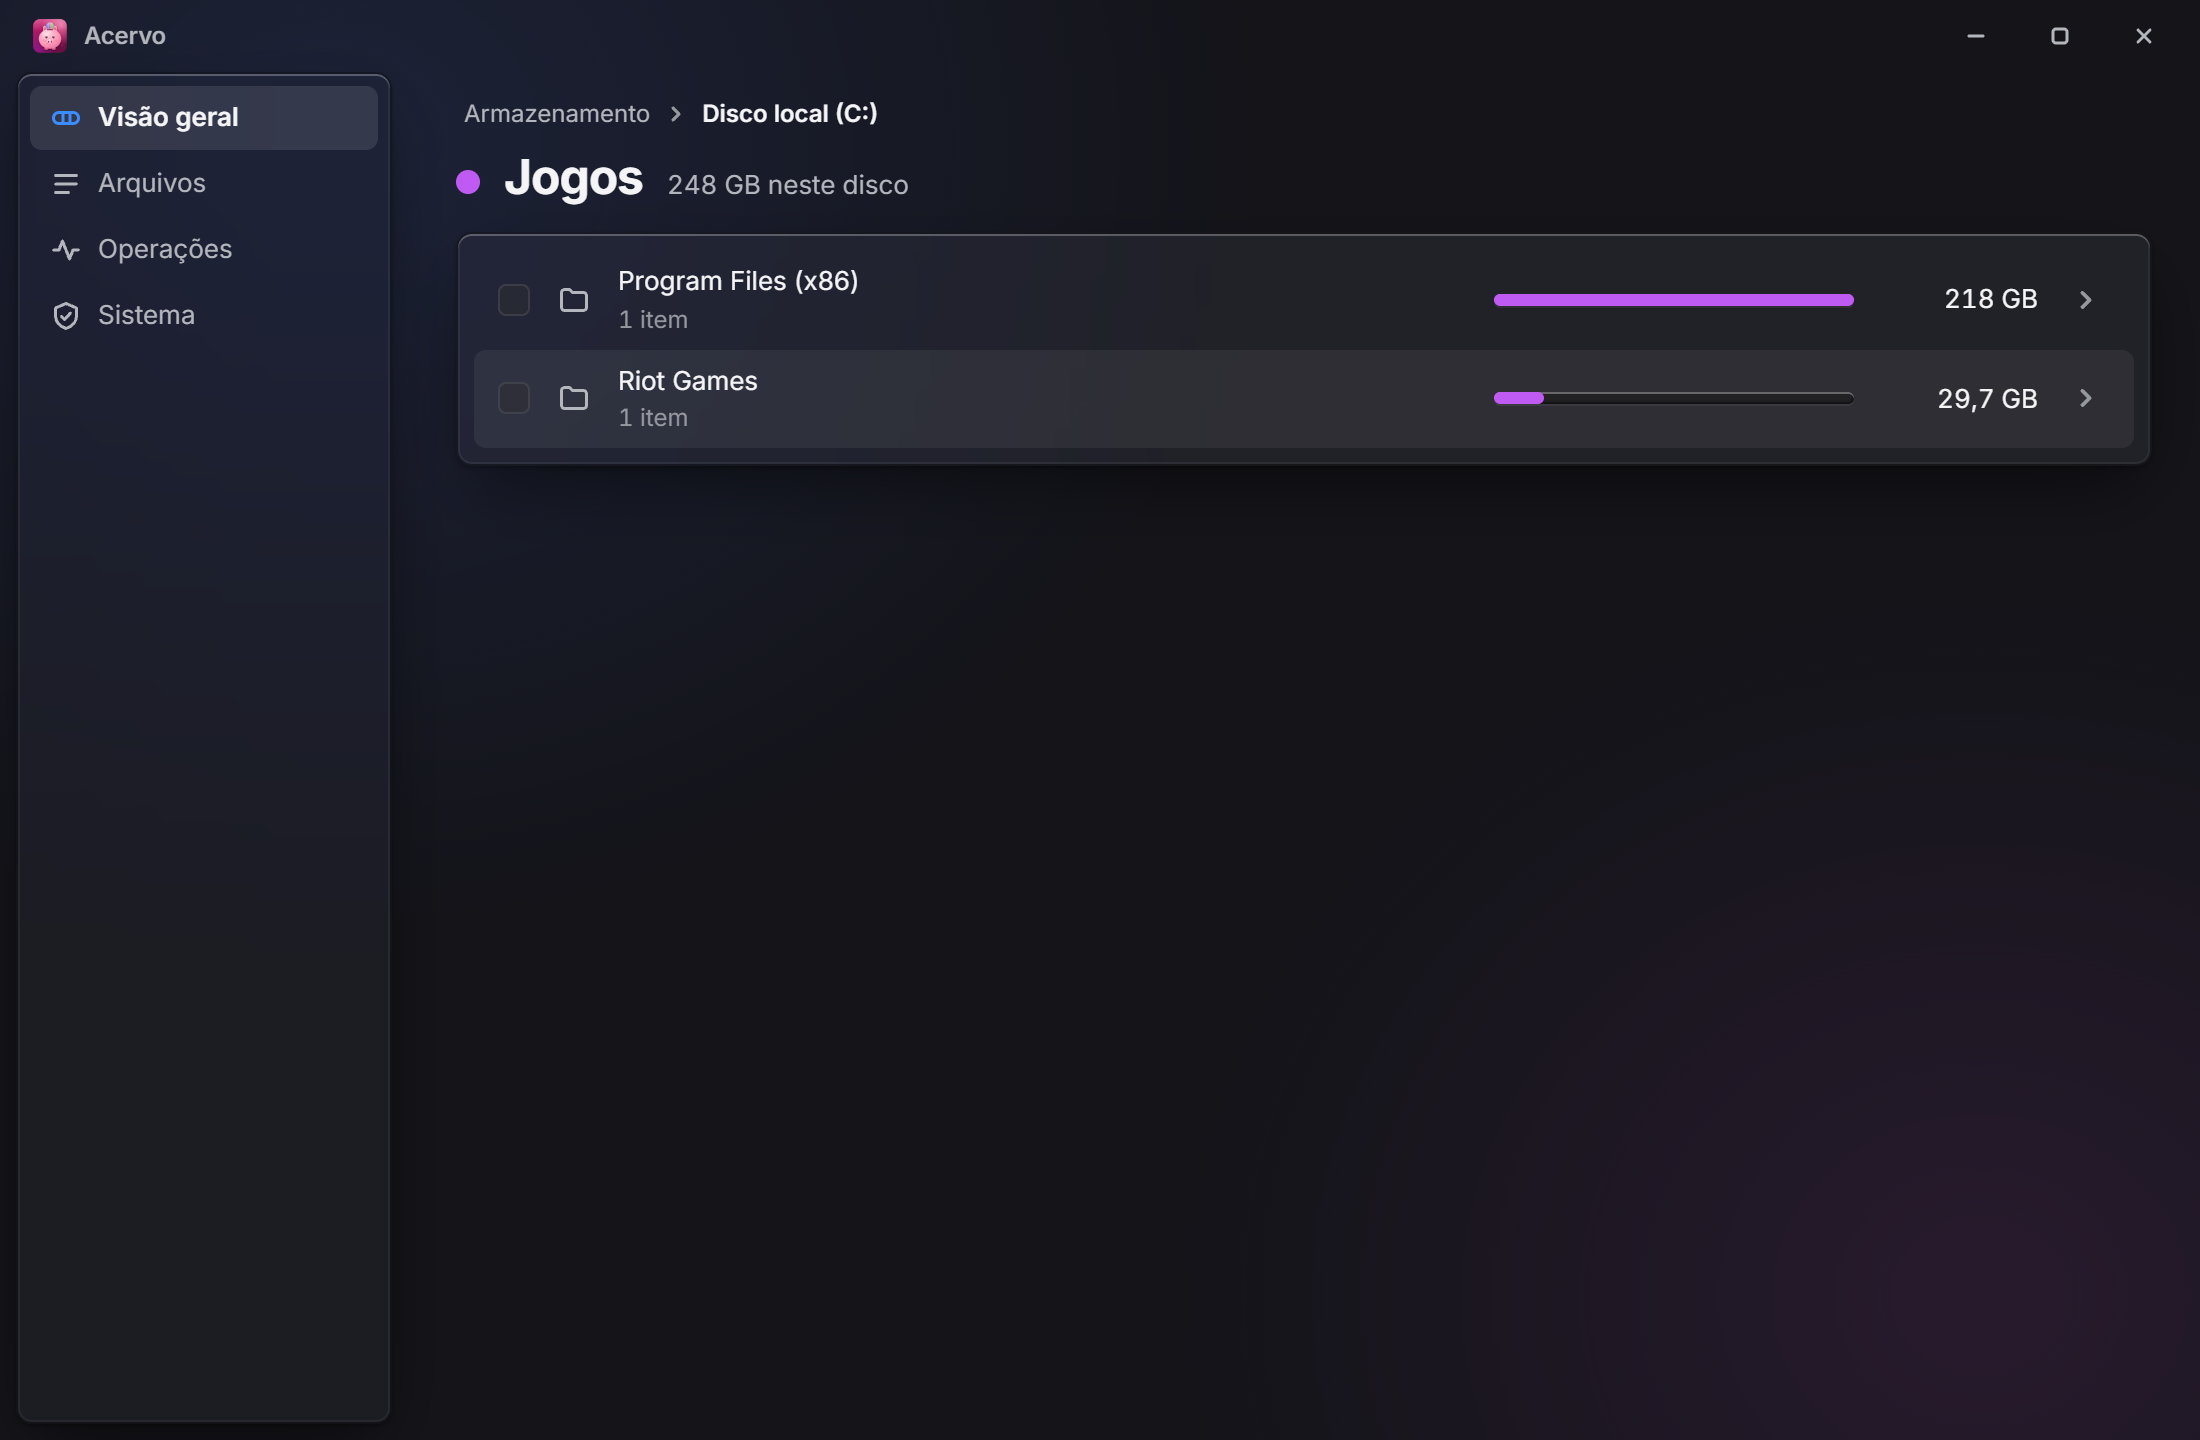 Acervo
Visão geral
Arquivos
Operações
Sistema
Armazenamento > Disco local (C:)
Jogos 248 GB neste disco
Program Files (x86)
1 item
218 GB
Riot Games
1 item
29,7 GB